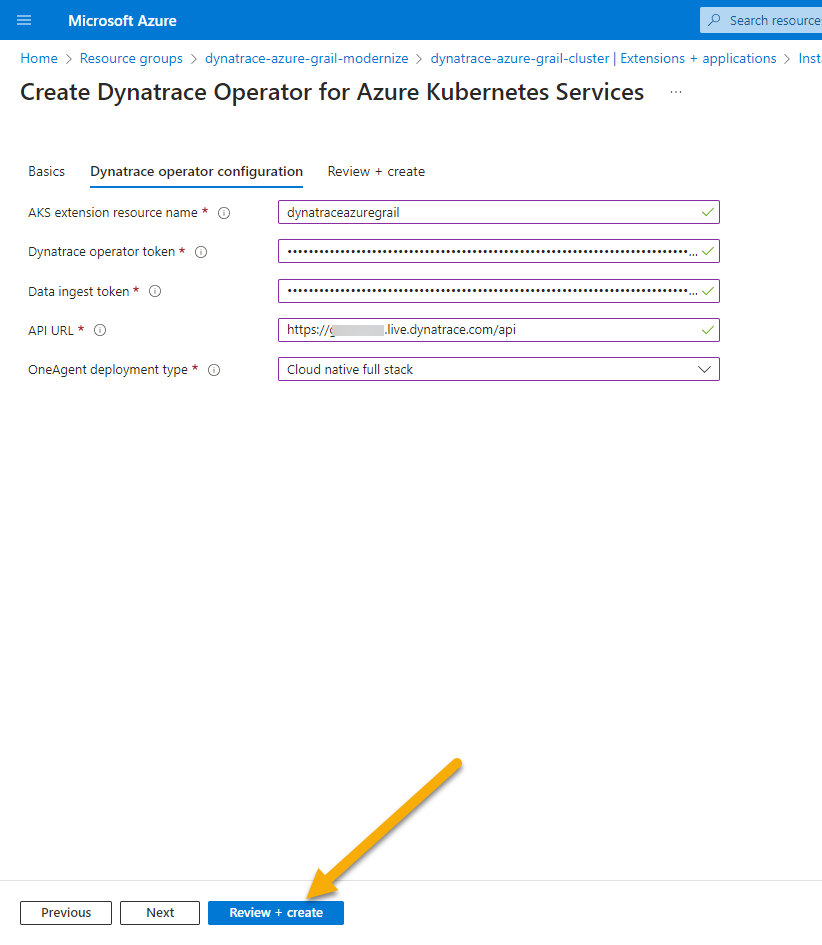 Microsoft Azure
Search resource
Home > Resource groups > dynatrace-azure-grail-modernize > dynatrace-azure-grail-cluster | Extensions + applications > Inst
Create Dynatrace Operator for Azure Kubernetes Services ...
Basics Dynatrace operator configuration Review + create
AKS extension resource name * dynatraceazuregrail
Dynatrace operator token *
Data ingest token *
API URL * https://.live.dynatrace.com/api
OneAgent deployment type * Cloud native full stack
Previous Next Review + create